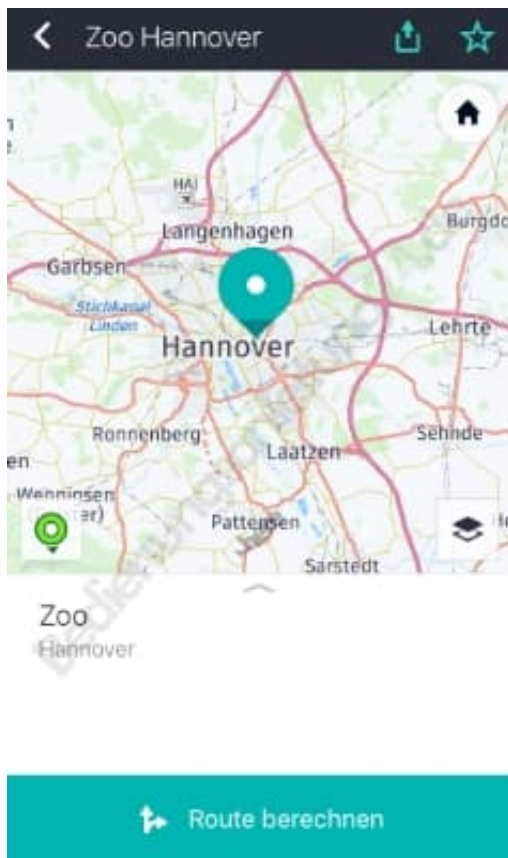 Zoo Hannover
HAJ
Langenhagen
Burgdo
Garbsen
Stichkanal
Linden
Lehrte
Hannover
Ronnenberg
Sehnde
en
Laatzen
Wennigsen
er)
Pattensen
Sarstedt
Zoo
Hannover
Route berechnen